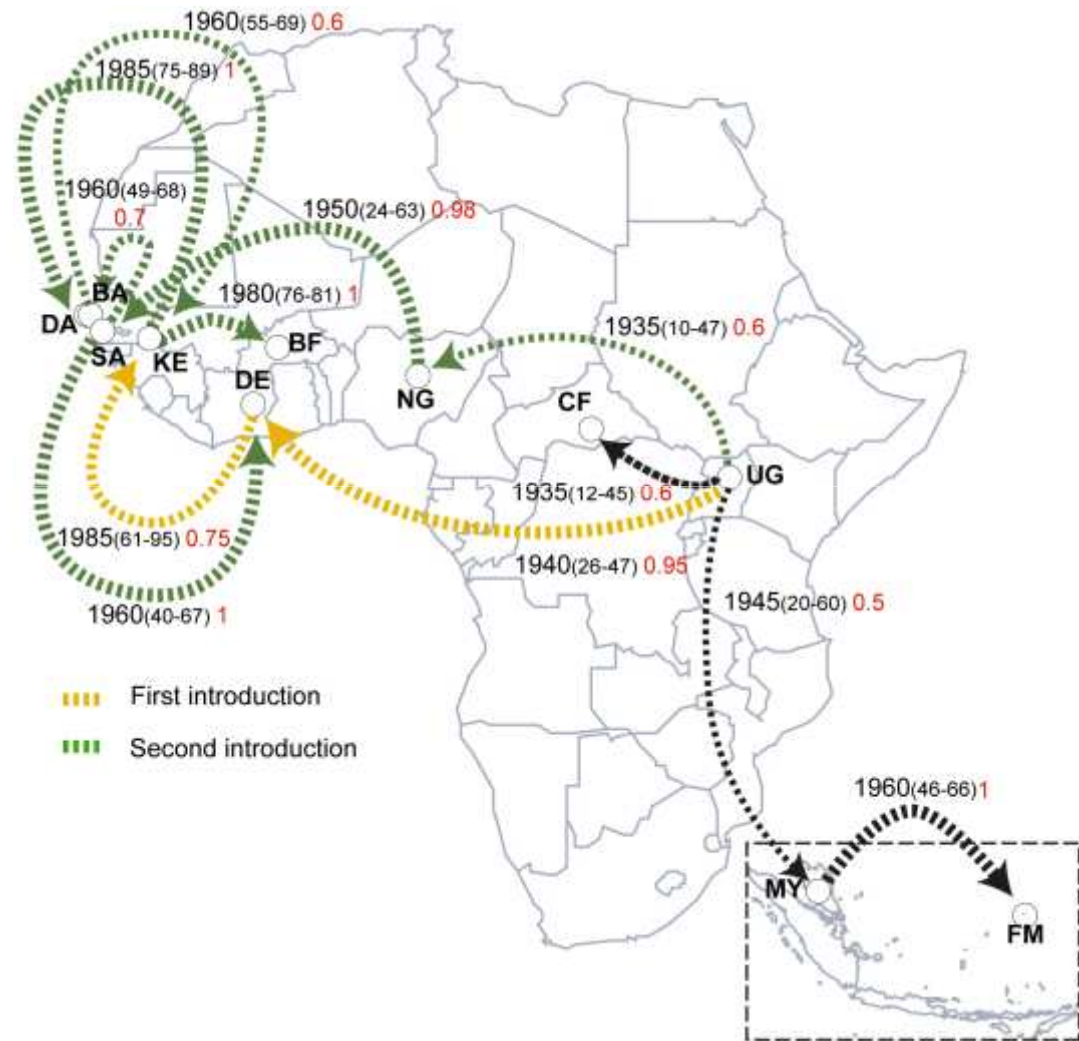 1960(55-69) 0.6
1985(75-89) 1
1960(49-68)
0.7
1950(24-63) 0.98
1980(76-81) 1
1935(10-47) 0.6
BA
DA
SA
KE
BF
DE
NG
CF
UG
1935(12-45) 0.6
1985(61-95) 0.75
1940(26-47) 0.95
1945(20-60) 0.5
1960(40-67) 1
First introduction
Second introduction
1960(46-66)1
MY
FM